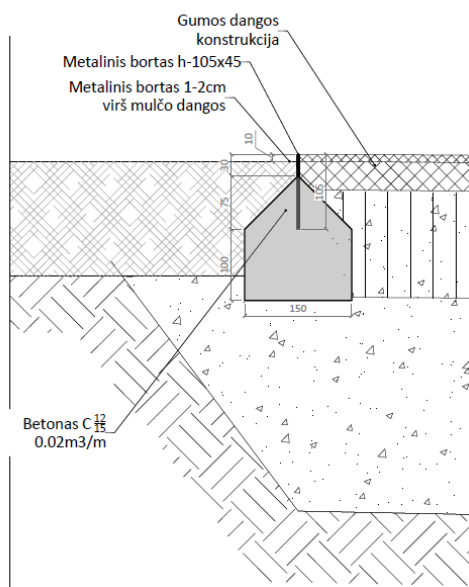 Gumos dangos
konstrukcija
Metalinis bortas h-105x45
Metalinis bortas 1-2cm
virš mulčo dangos
10
30
105
75
100
150
Betonas C 12/15
0.02m3/m